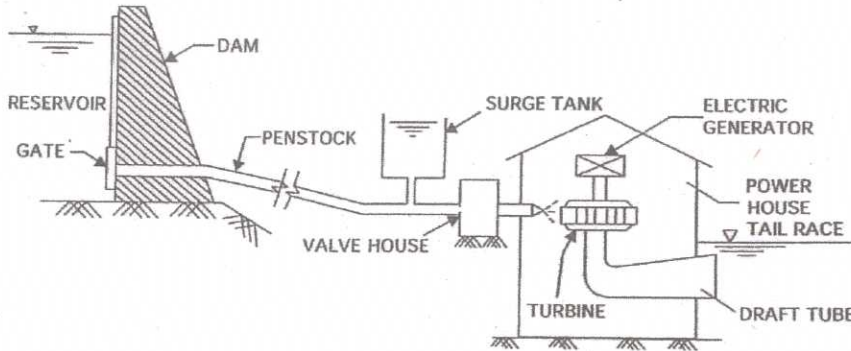 DAM
RESERVOIR
GATE
PENSTOCK
SURGE TANK
VALVE HOUSE
ELECTRIC
GENERATOR
POWER
HOUSE
TAIL RACE
TURBINE
DRAFT TUBE